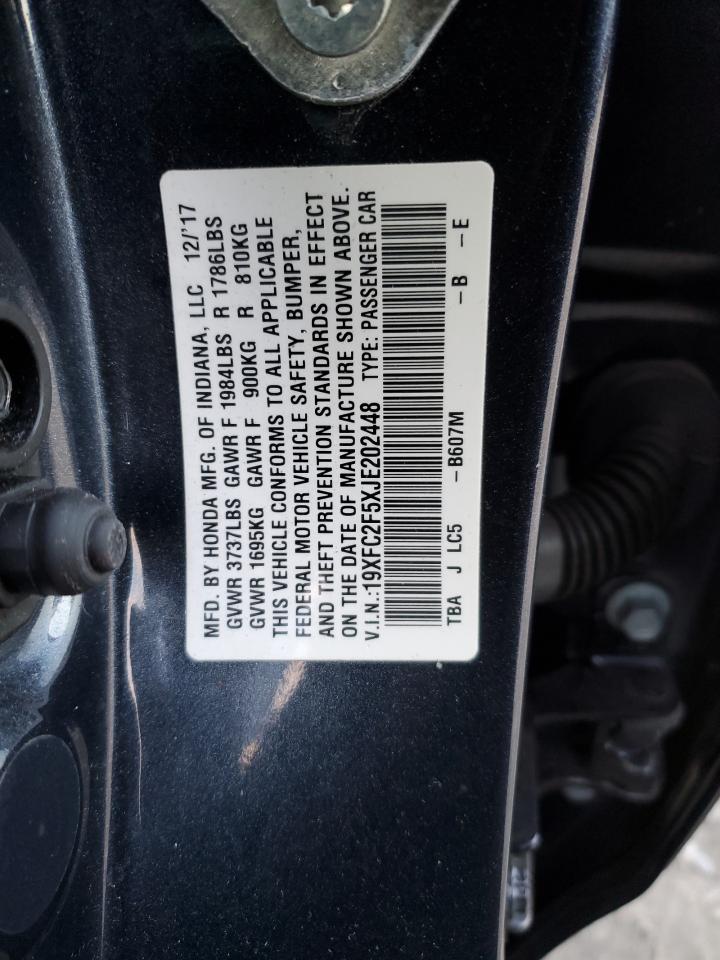 MFD. BY HONDA MFG. OF INDIANA, LLC 12/'17
GVWR 3737LBS GAWR F 1984LBS R 1786LBS
GVWR 1695KG GAWR F 900KG R 810KG
THIS VEHICLE CONFORMS TO ALL APPLICABLE
FEDERAL MOTOR VEHICLE SAFETY, BUMPER,
AND THEFT PREVENTION STANDARDS IN EFFECT
ON THE DATE OF MANUFACTURE SHOWN ABOVE.
V.I.N.:19XFC2F5XJE202448 TYPE: PASSENGER CAR
TBA J LC5 -B607M -B -E